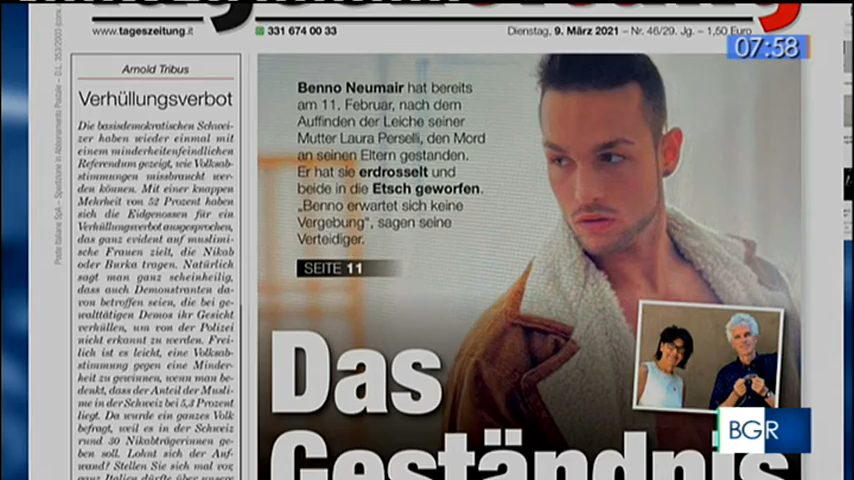 www.tageszeitung.it
331 674 00 33
Dienstag, 9. März 2021 – Nr. 46/29. Jg. – 1,50 Euro
07:58
Arnold Tribus
Verhüllungsverbot
Die basisdemokratischen Schwei-
zer haben wieder einmal mit
einem minderheitenfeindlichen
Referendum gezeigt, wie Volksab-
stimmungen missbraucht wer-
den können. Mit einer knappen
Mehrheit von 52 Prozent haben
sich die Eidgenossen für ein
Verhüllungsverbot ausgesprochen,
das ganz evident auf muslimi-
sche Frauen zielt, die Nikab
oder Burka tragen. Natürlich
sagt man ganz scheinheilig,
dass auch Demonstranten da-
von betroffen seien, die bei ge-
walttätigen Demos ihr Gesicht
verhüllen, um von der Polizei
nicht erkannt zu werden. Frei-
lich ist es leicht, eine Volksab-
stimmung gegen eine Minder-
heit zu gewinnen, wenn man be-
denkt, dass der Anteil der Musli-
me in der Schweiz bei 5,3 Prozent
liegt. Da wurde ein ganzes Volk
befragt, weil es in der Schweiz
rund 30 Nikabträgerinnen ge-
ben soll. Lohnt sich der Auf-
wand? Stellen Sie sich mal vor,
ganz Italien dürfte über unsere
Benno Neumair hat bereits
am 11. Februar, nach dem
Auffinden der Leiche seiner
Mutter Laura Perselli, den Mord
an seinen Eltern gestanden.
Er hat sie erdrosselt und
beide in die Etsch geworfen.
„Benno erwartet sich keine
Vergebung“, sagen seine
Verteidiger.
SEITE 11
Das
Geständnis
BGR